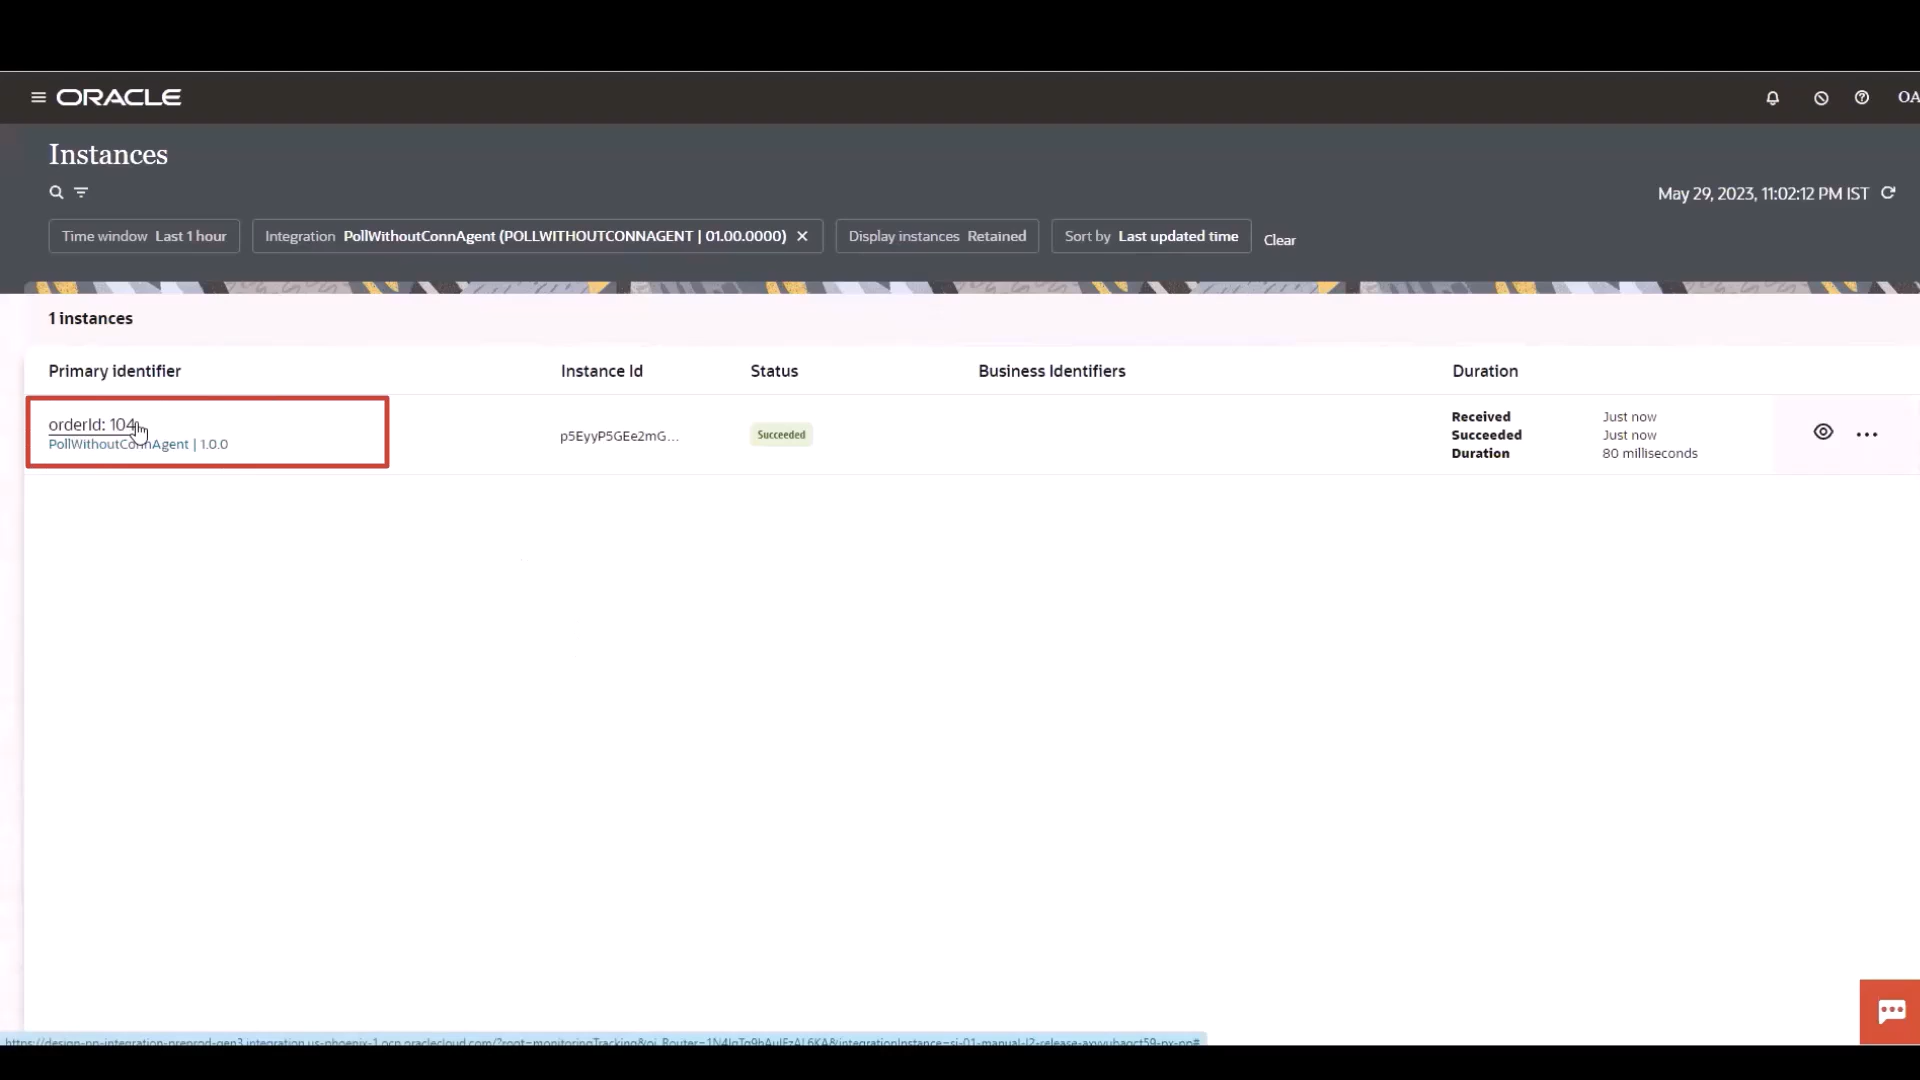 ORACLE
OA
Instances
May 29, 2023, 11:02:12 PM IST
Time window Last 1 hour
Integration PollWithoutConnAgent (POLLWITHOUTCONNAGENT | 01.00.0000)
Display instances Retained
Sort by Last updated time
Clear
1 instances
Primary identifier
Instance Id
Status
Business Identifiers
Duration
orderId: 104
PollWithoutConnAgent | 1.0.0
p5EyyP5GEe2mG...
Succeeded
Received Just now
Succeeded Just now
Duration 80 milliseconds